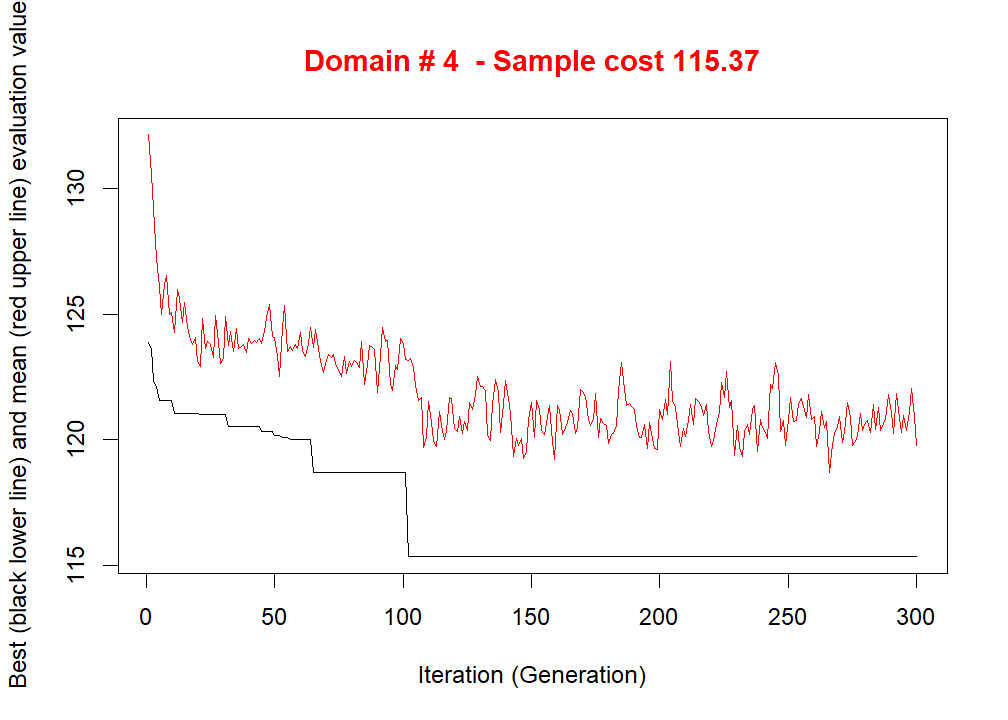 Domain # 4  - Sample cost 115.37
Best (black lower line) and mean (red upper line) evaluation value
130
125
120
115
0 50 100 150 200 250 300
Iteration (Generation)